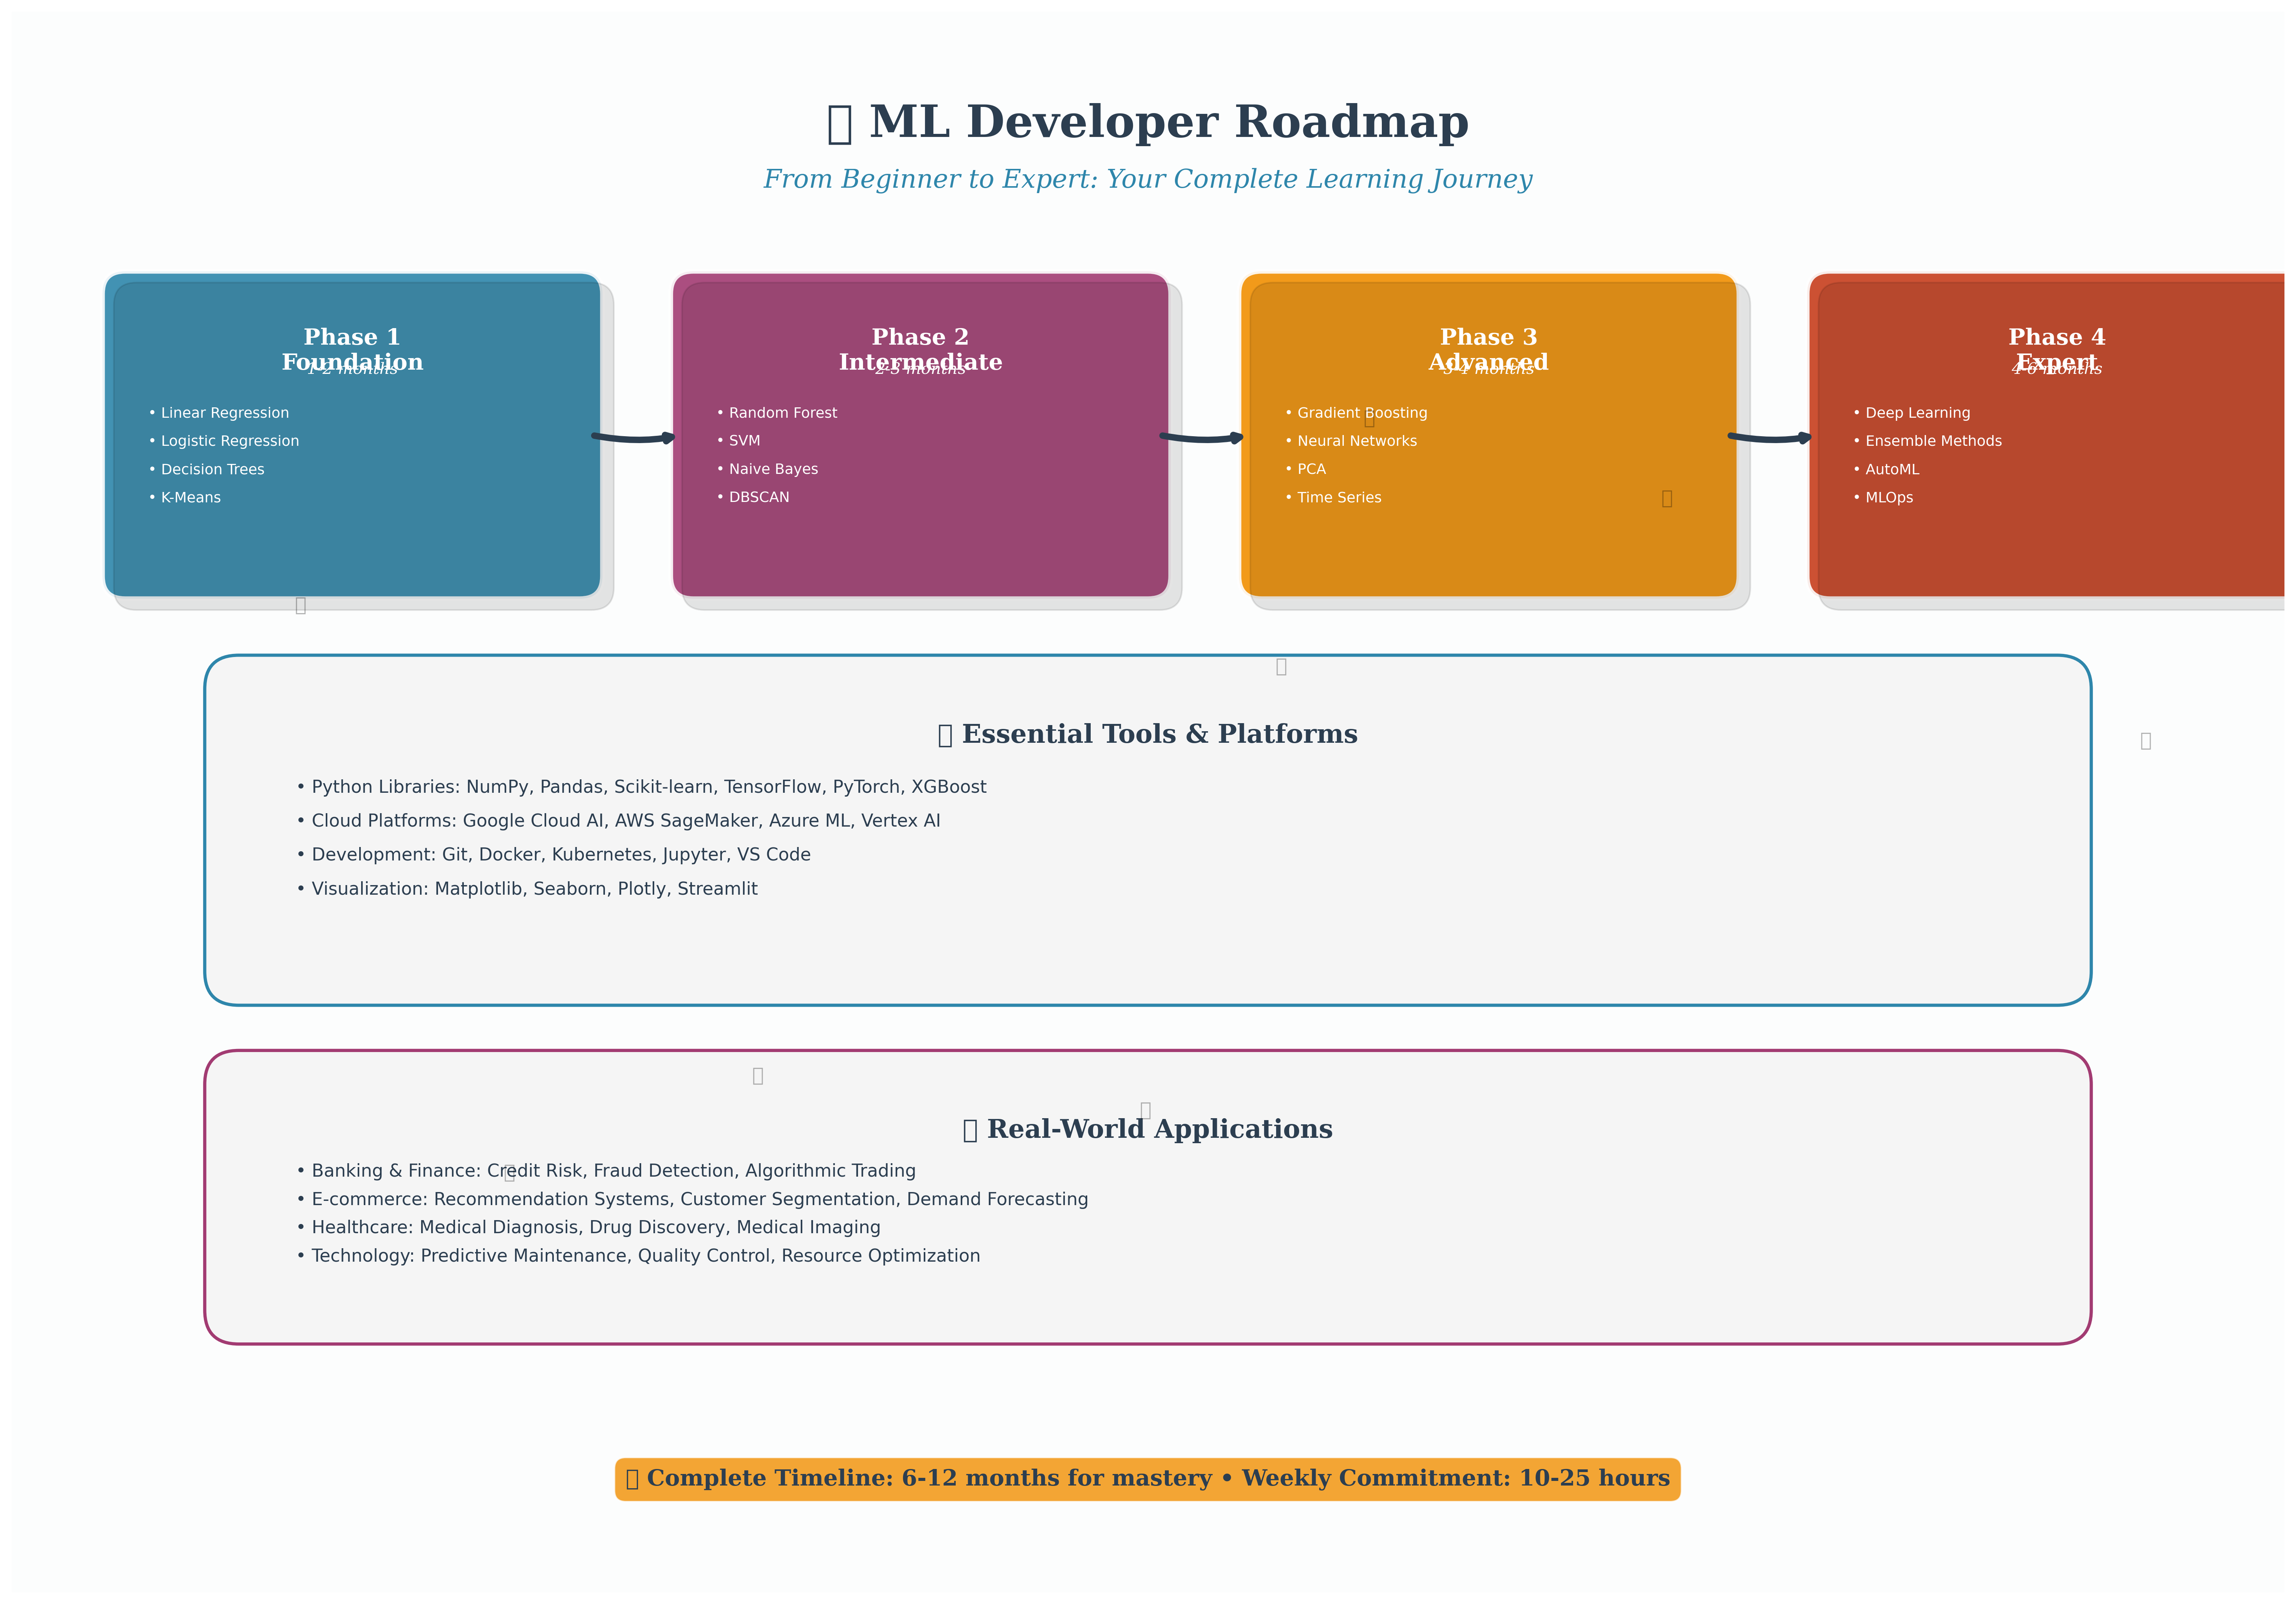 ML Developer Roadmap
From Beginner to Expert: Your Complete Learning Journey
Phase 1
Foundation
1-2 months
• Linear Regression
• Logistic Regression
• Decision Trees
• K-Means
Phase 2
Intermediate
2-3 months
• Random Forest
• SVM
• Naive Bayes
• DBSCAN
Phase 3
Advanced
3-4 months
• Gradient Boosting
• Neural Networks
• PCA
• Time Series
Phase 4
Expert
4-6 months
• Deep Learning
• Ensemble Methods
• AutoML
• MLOps
Essential Tools & Platforms
• Python Libraries: NumPy, Pandas, Scikit-learn, TensorFlow, PyTorch, XGBoost
• Cloud Platforms: Google Cloud AI, AWS SageMaker, Azure ML, Vertex AI
• Development: Git, Docker, Kubernetes, Jupyter, VS Code
• Visualization: Matplotlib, Seaborn, Plotly, Streamlit
Real-World Applications
• Banking & Finance: Credit Risk, Fraud Detection, Algorithmic Trading
• E-commerce: Recommendation Systems, Customer Segmentation, Demand Forecasting
• Healthcare: Medical Diagnosis, Drug Discovery, Medical Imaging
• Technology: Predictive Maintenance, Quality Control, Resource Optimization
Complete Timeline: 6-12 months for mastery • Weekly Commitment: 10-25 hours